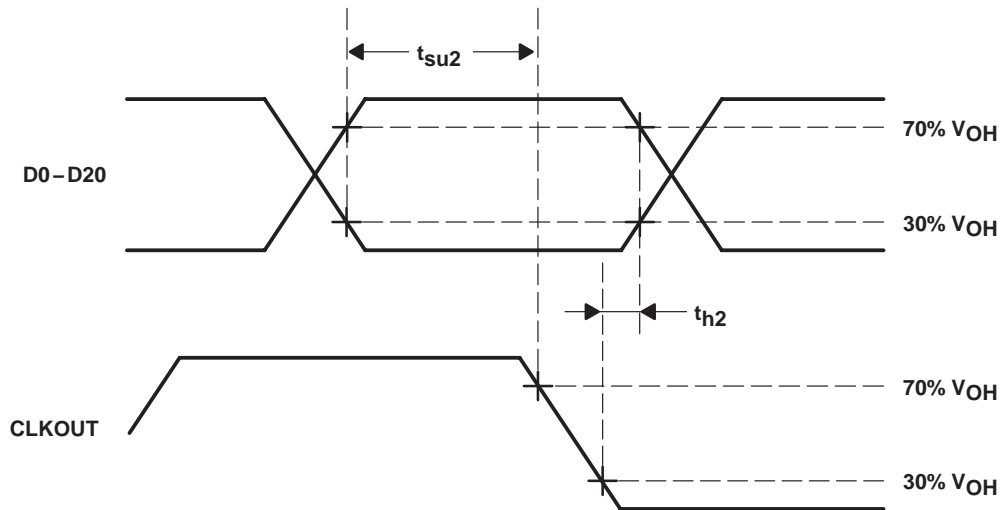 tsu2
70% VOH
D0–D20
30% VOH
th2
70% VOH
CLKOUT
30% VOH